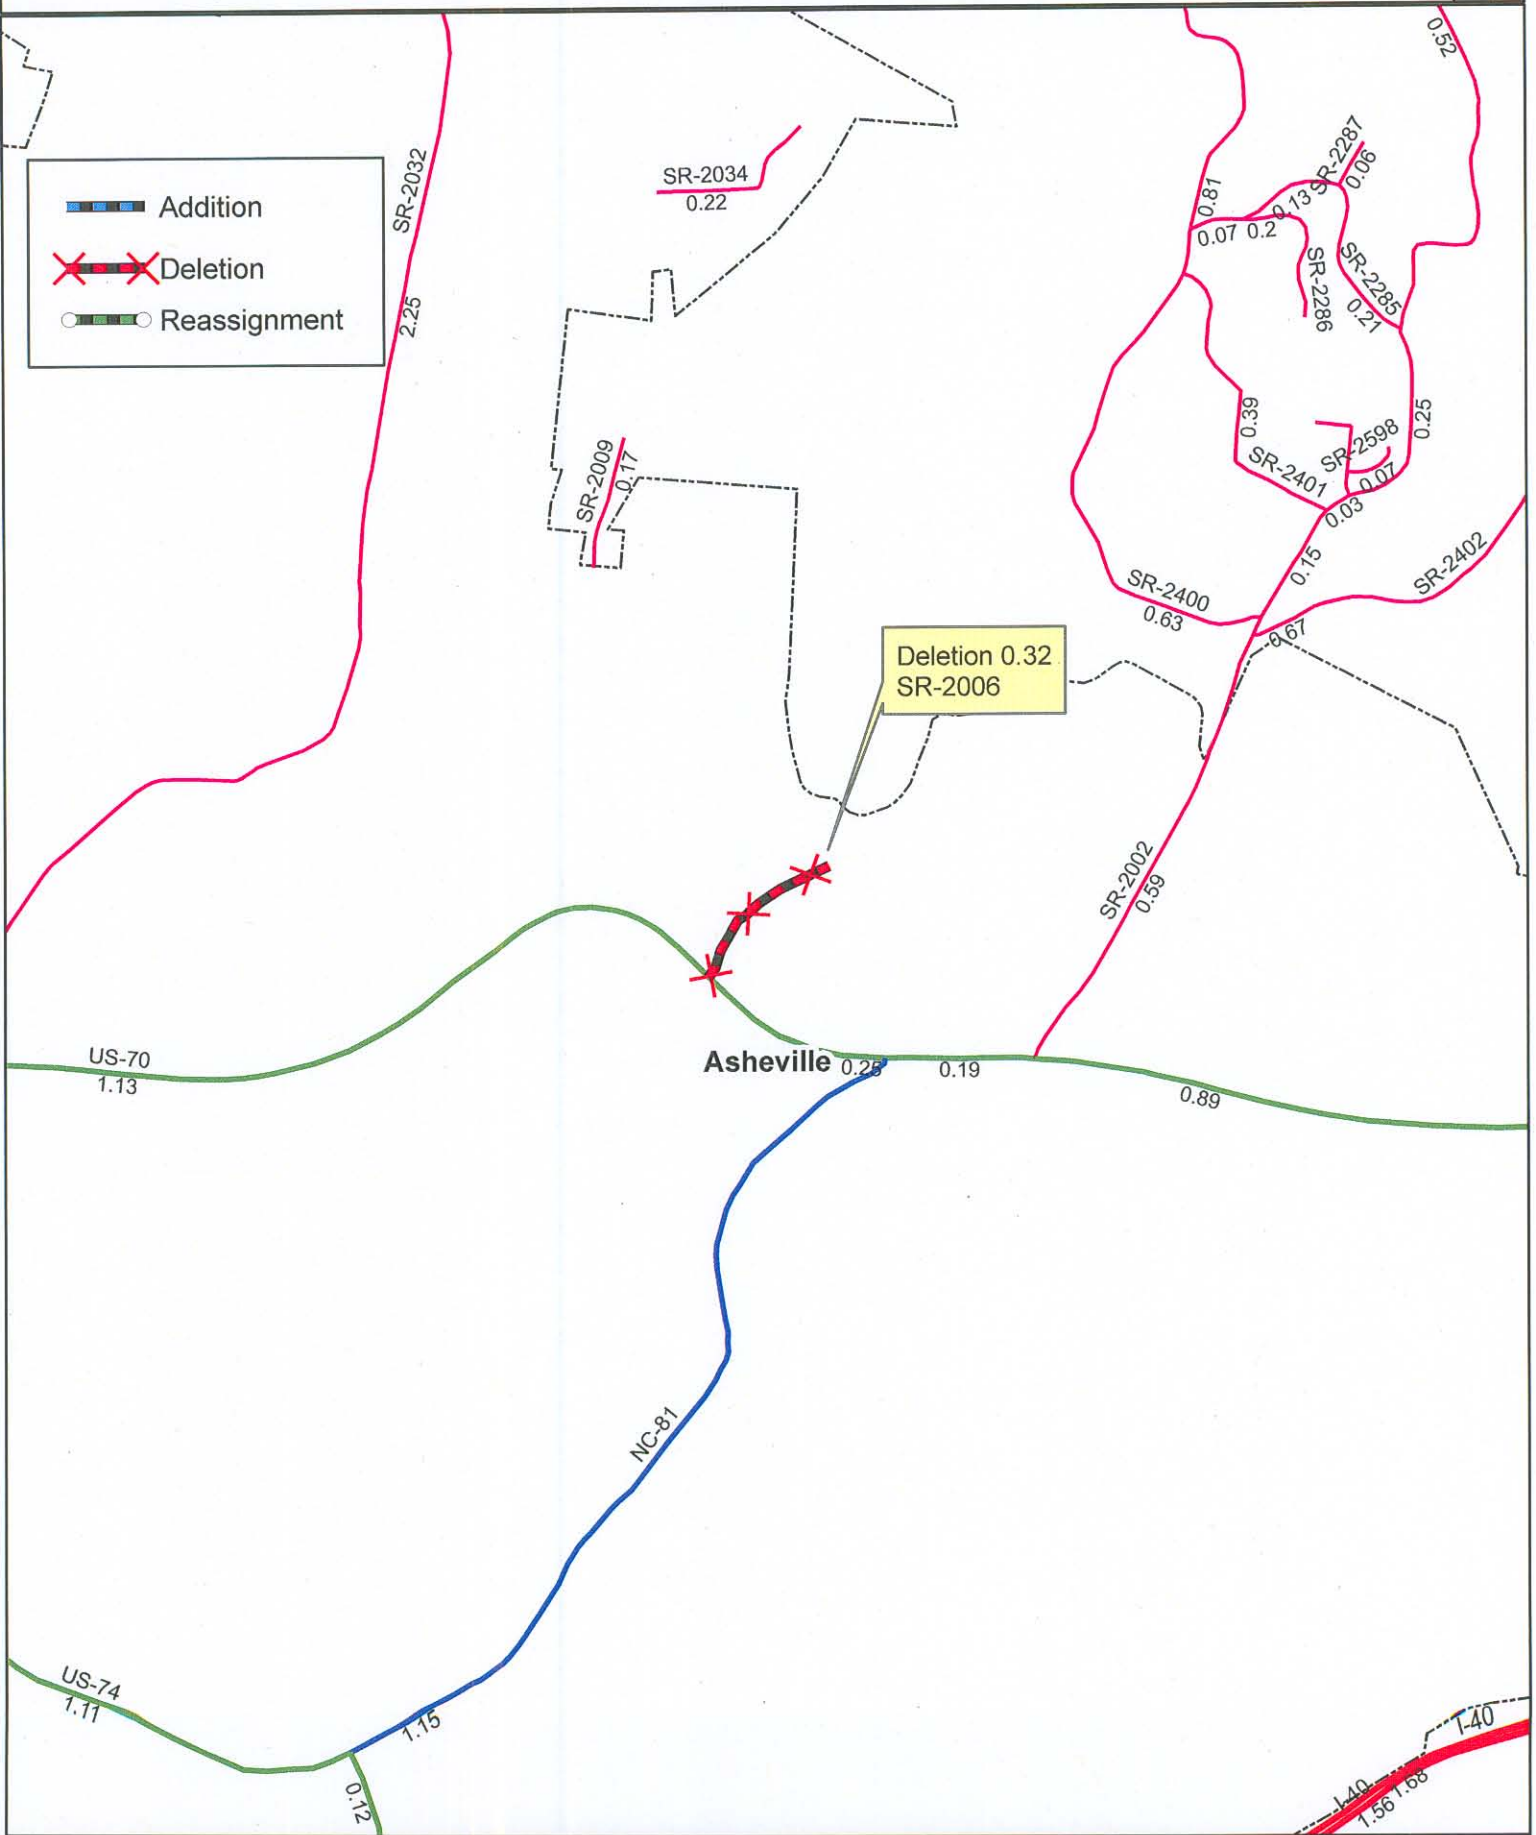 0.52
SR-2032
2.25
Addition
Deletion
Reassignment
SR-2034
0.22
0.81
SR-2287
0.06
0.13
0.07
0.2
SR-2286
SR-2285
0.21
0.39
0.25
SR-2598
SR-2401
0.07
0.03
SR-2009
0.17
0.15
SR-2402
SR-2400
0.63
0.67
Deletion 0.32
SR-2006
SR-2002
0.59
US-70
1.13
Asheville
0.25
0.19
0.89
NC-81
US-74
1.11
1.15
0.12
I-40
I-40
1.56
1.68